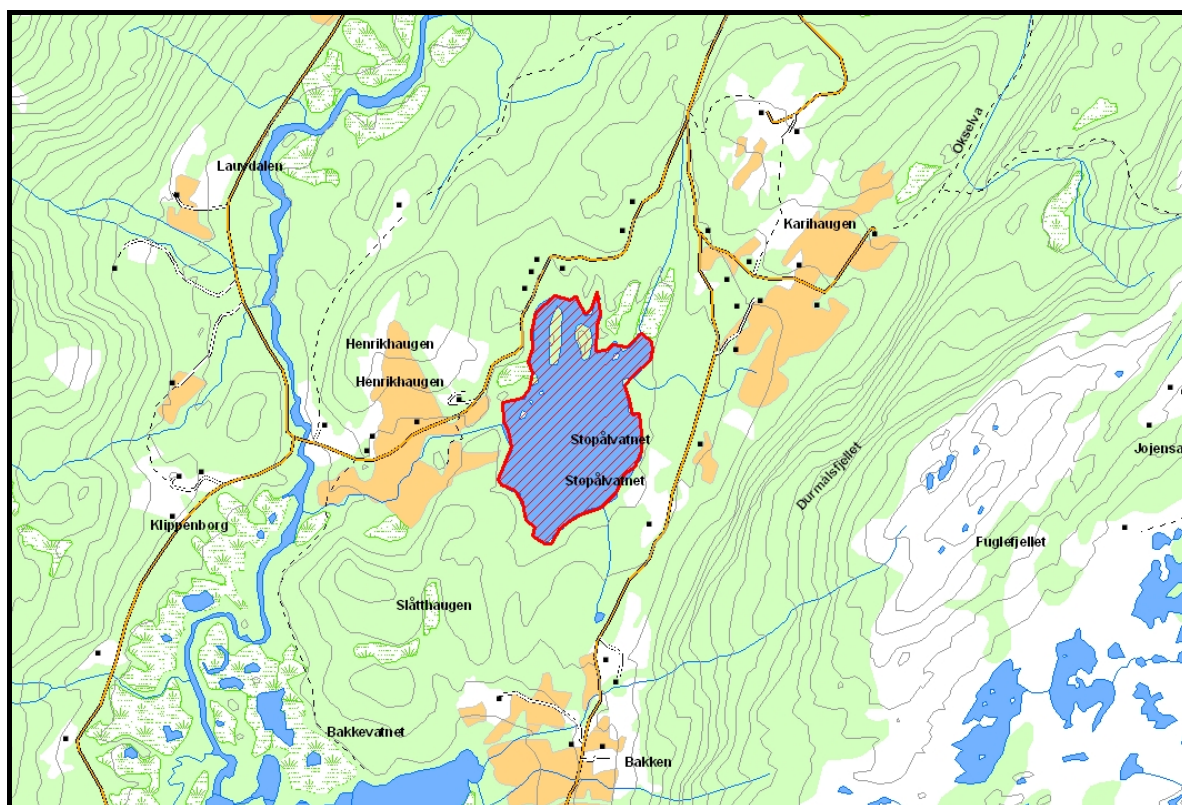 Lauvdalen
Okselva
Karihaugen
Henrikhaugen
Henrikhaugen
Stopålvatnet
Stopålvatnet
Durmålsfjellet
Jojensa
Klippenborg
Fuglefjellet
Slåtthaugen
Bakkevatnet
Bakken